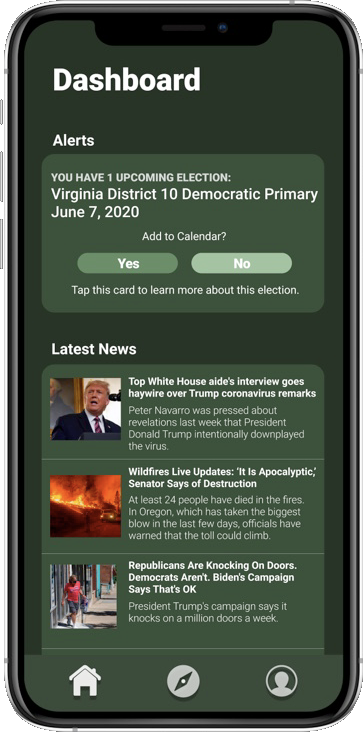 Dashboard
Alerts
YOU HAVE 1 UPCOMING ELECTION:
Virginia District 10 Democratic Primary
June 7, 2020
Add to Calendar?
Yes
No
Tap this card to learn more about this election.
Latest News
Top White House aide's interview goes
haywire over Trump coronavirus remarks
Peter Navarro was pressed about
revelations last week that President
Donald Trump intentionally downplayed
the virus.
Wildfires Live Updates: ‘It Is Apocalyptic,’
Senator Says of Destruction
At least 24 people have died in the fires.
In Oregon, which has taken the biggest
blow in the last few days, officials have
warned that the toll could climb.
Republicans Are Knocking On Doors.
Democrats Aren't. Biden's Campaign
Says That's OK
President Trump's campaign says it
knocks on a million doors a week.